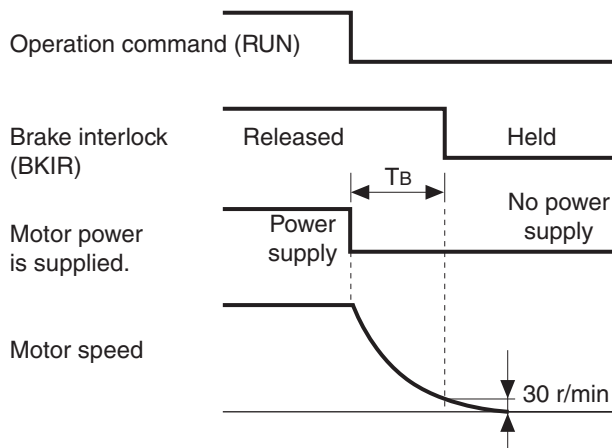 Operation command (RUN)
Brake interlock
(BKIR)
Released
Held
TB
Motor power
is supplied.
Power
supply
No power
supply
Motor speed
30 r/min